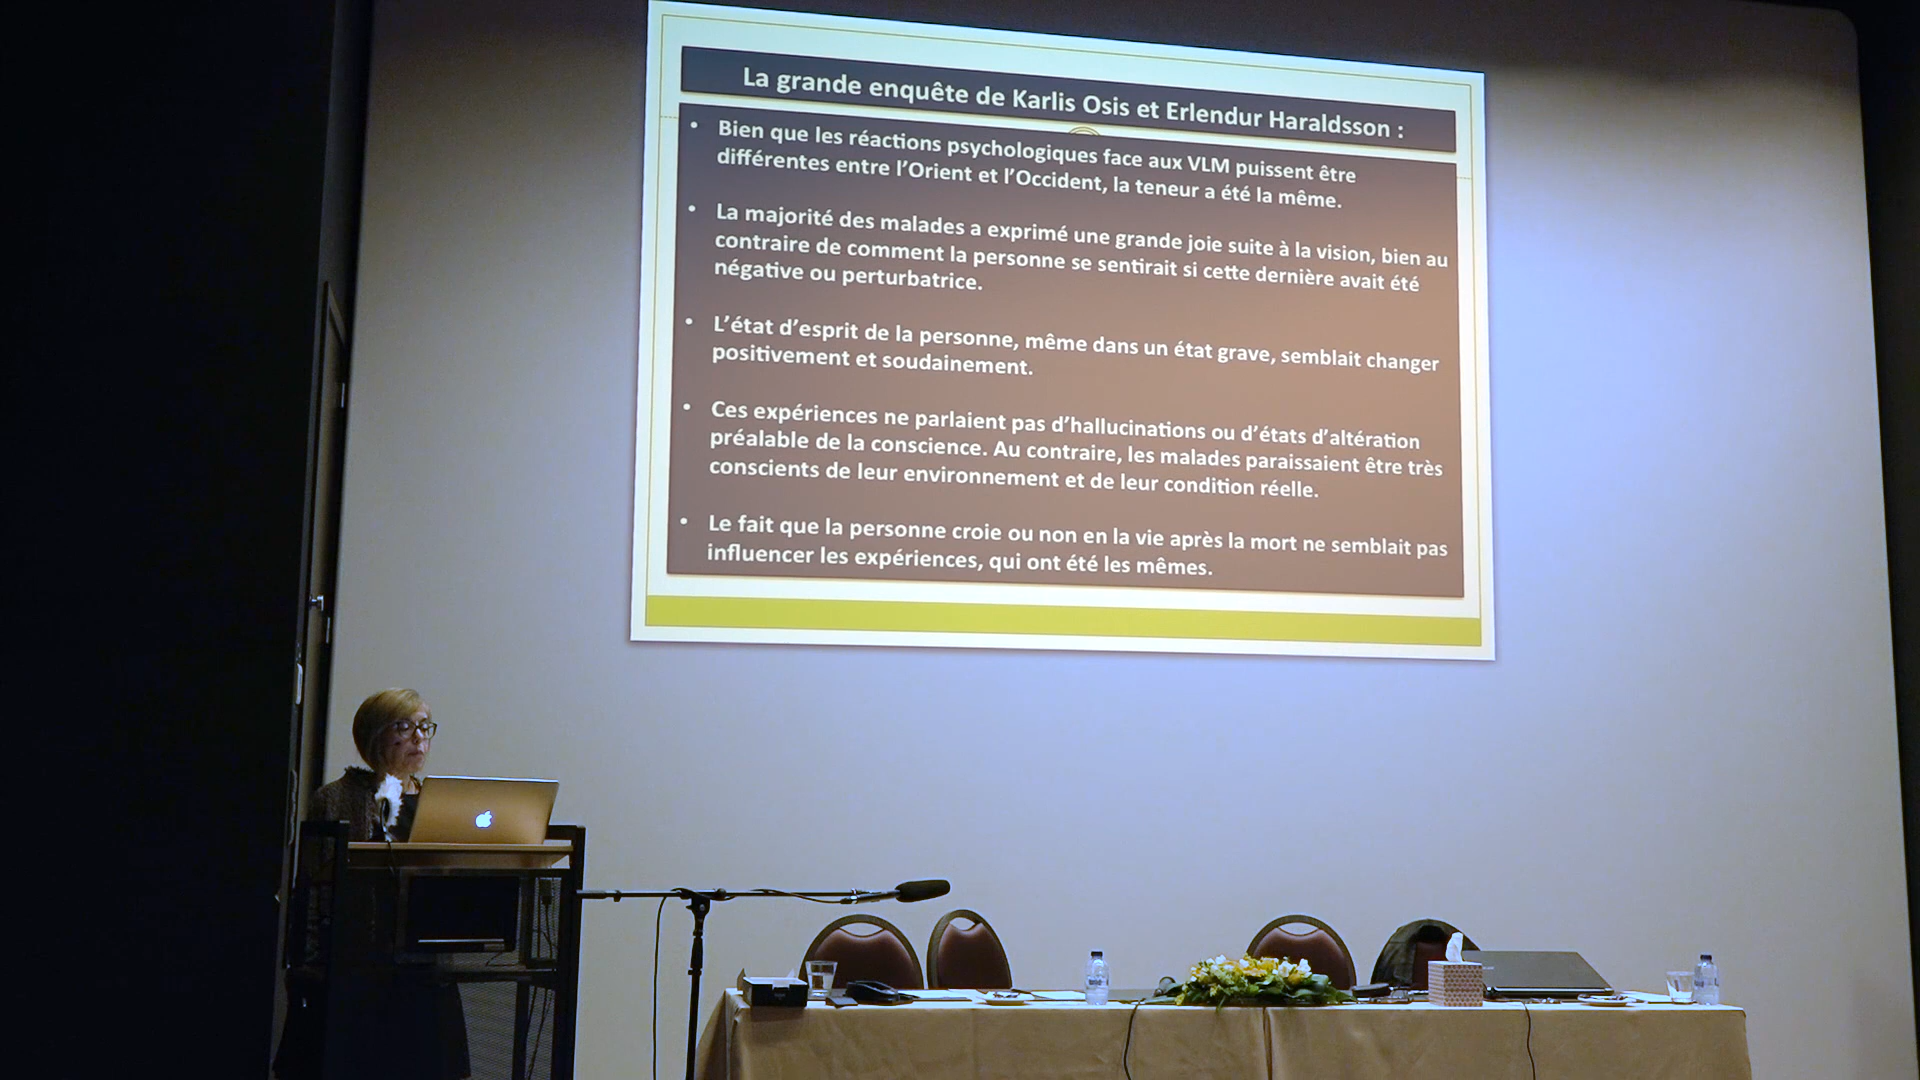 La grande enquête de Karlis Osis et Erlendur Haraldsson :
• Bien que les réactions psychologiques face aux VLM puissent être
différentes entre l'Orient et l'Occident, la teneur a été la même.
• La majorité des malades a exprimé une grande joie suite à la vision, bien au
contraire de comment la personne se sentirait si cette dernière avait été
négative ou perturbatrice.
• L'état d'esprit de la personne, même dans un état grave, semblait changer
positivement et soudainement.
• Ces expériences ne parlaient pas d'hallucinations ou d'états d'altération
préalable de la conscience. Au contraire, les malades paraissaient être très
conscients de leur environnement et de leur condition réelle.
• Le fait que la personne croie ou non en la vie après la mort ne semblait pas
influencer les expériences, qui ont été les mêmes.